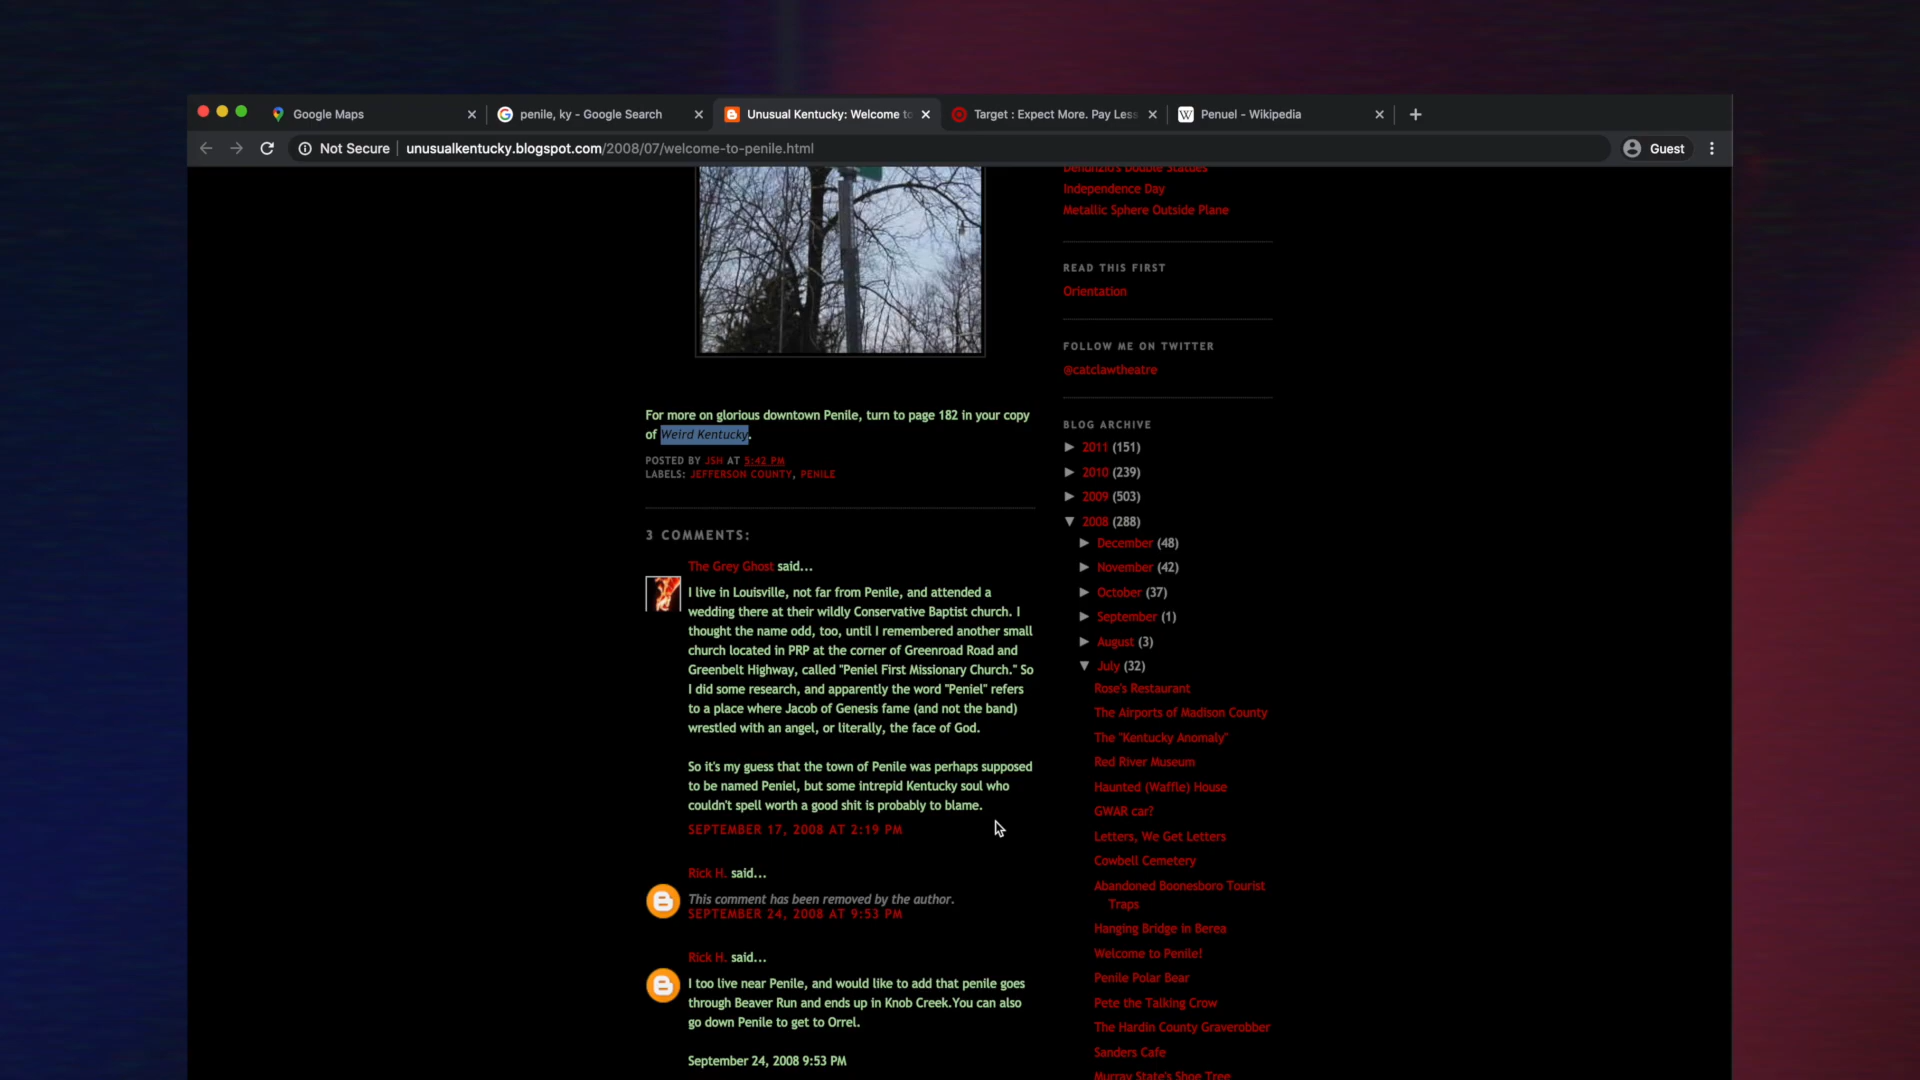 Google Maps
penile, ky - Google Search
Unusual Kentucky: Welcome to
Target : Expect More. Pay Less
Penuel - Wikipedia
Not Secure
unusualkentucky.blogspot.com/2008/07/welcome-to-penile.html
Guest
For more on glorious downtown Penile, turn to page 182 in your copy
of Weird Kentucky.
POSTED BY JSH AT 5:42 PM
LABELS: JEFFERSON COUNTY, PENILE
3 COMMENTS:
The Grey Ghost said...
I live in Louisville, not far from Penile, and attended a
wedding there at their wildly Conservative Baptist church. I
thought the name odd, too, until I remembered another small
church located in PRP at the corner of Greenroad Road and
Greenbelt Highway, called "Peniel First Missionary Church." So
I did some research, and apparently the word "Peniel" refers
to a place where Jacob of Genesis fame (and not the band)
wrestled with an angel, or literally, the face of God.
So it's my guess that the town of Penile was perhaps supposed
to be named Peniel, but some intrepid Kentucky soul who
couldn't spell worth a good shit is probably to blame.
SEPTEMBER 17, 2008 AT 2:19 PM
Rick H. said...
This comment has been removed by the author.
SEPTEMBER 24, 2008 AT 9:53 PM
Rick H. said...
I too live near Penile, and would like to add that penile goes
through Beaver Run and ends up in Knob Creek.You can also
go down Penile to get to Orrel.
September 24, 2008 9:53 PM
DeNunzio's Double Statues
Independence Day
Metallic Sphere Outside Plane
READ THIS FIRST
Orientation
FOLLOW ME ON TWITTER
@catclawtheatre
BLOG ARCHIVE
► 2011 (151)
► 2010 (239)
► 2009 (503)
▼ 2008 (288)
► December (48)
► November (42)
► October (37)
► September (1)
► August (3)
▼ July (32)
Rose's Restaurant
The Airports of Madison County
The "Kentucky Anomaly"
Red River Museum
Haunted (Waffle) House
GWAR car?
Letters, We Get Letters
Cowbell Cemetery
Abandoned Boonesboro Tourist
Traps
Hanging Bridge in Berea
Welcome to Penile!
Penile Polar Bear
Pete the Talking Crow
The Hardin County Graverobber
Sanders Cafe
Murray State's Shoe Tree